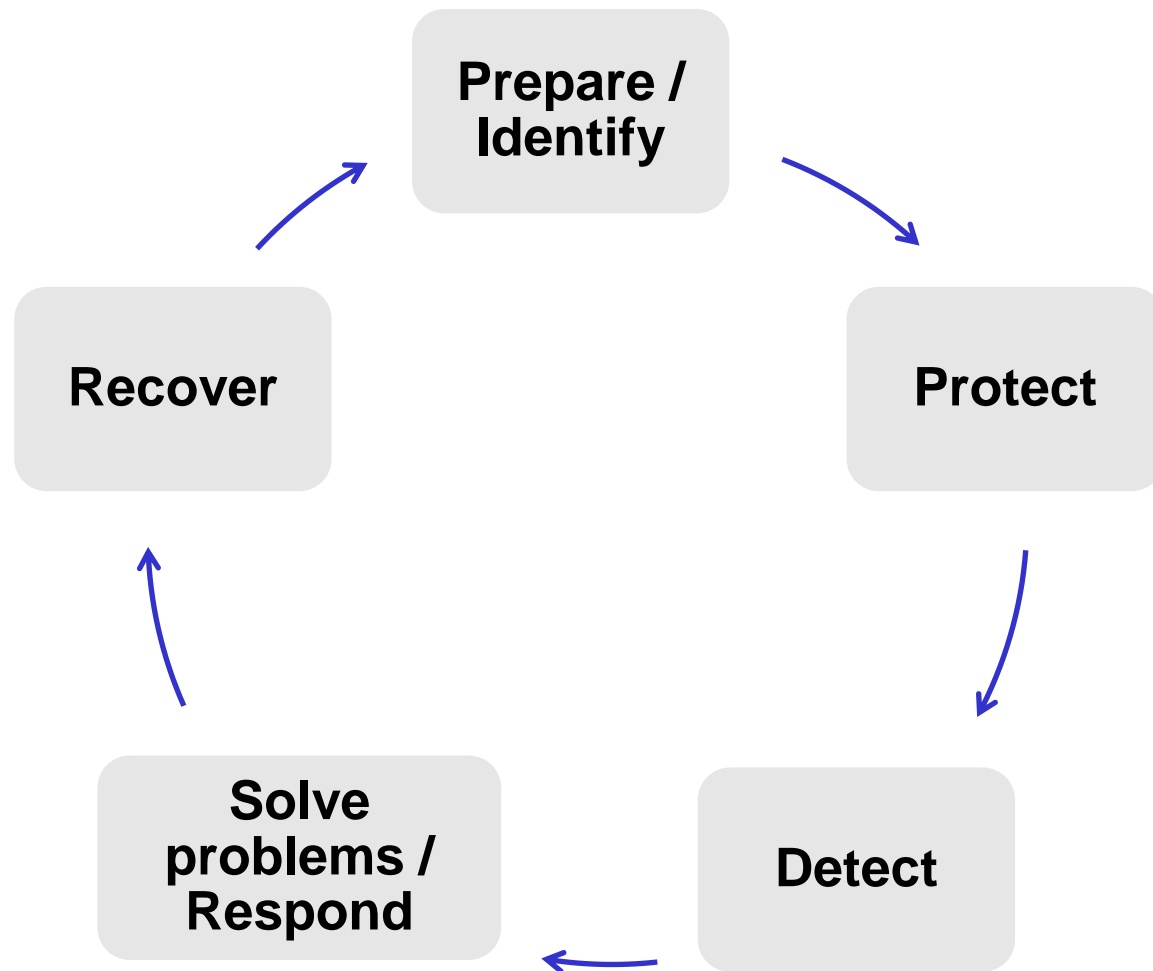 Prepare /
Identify
Protect
Detect
Solve
problems /
Respond
Recover